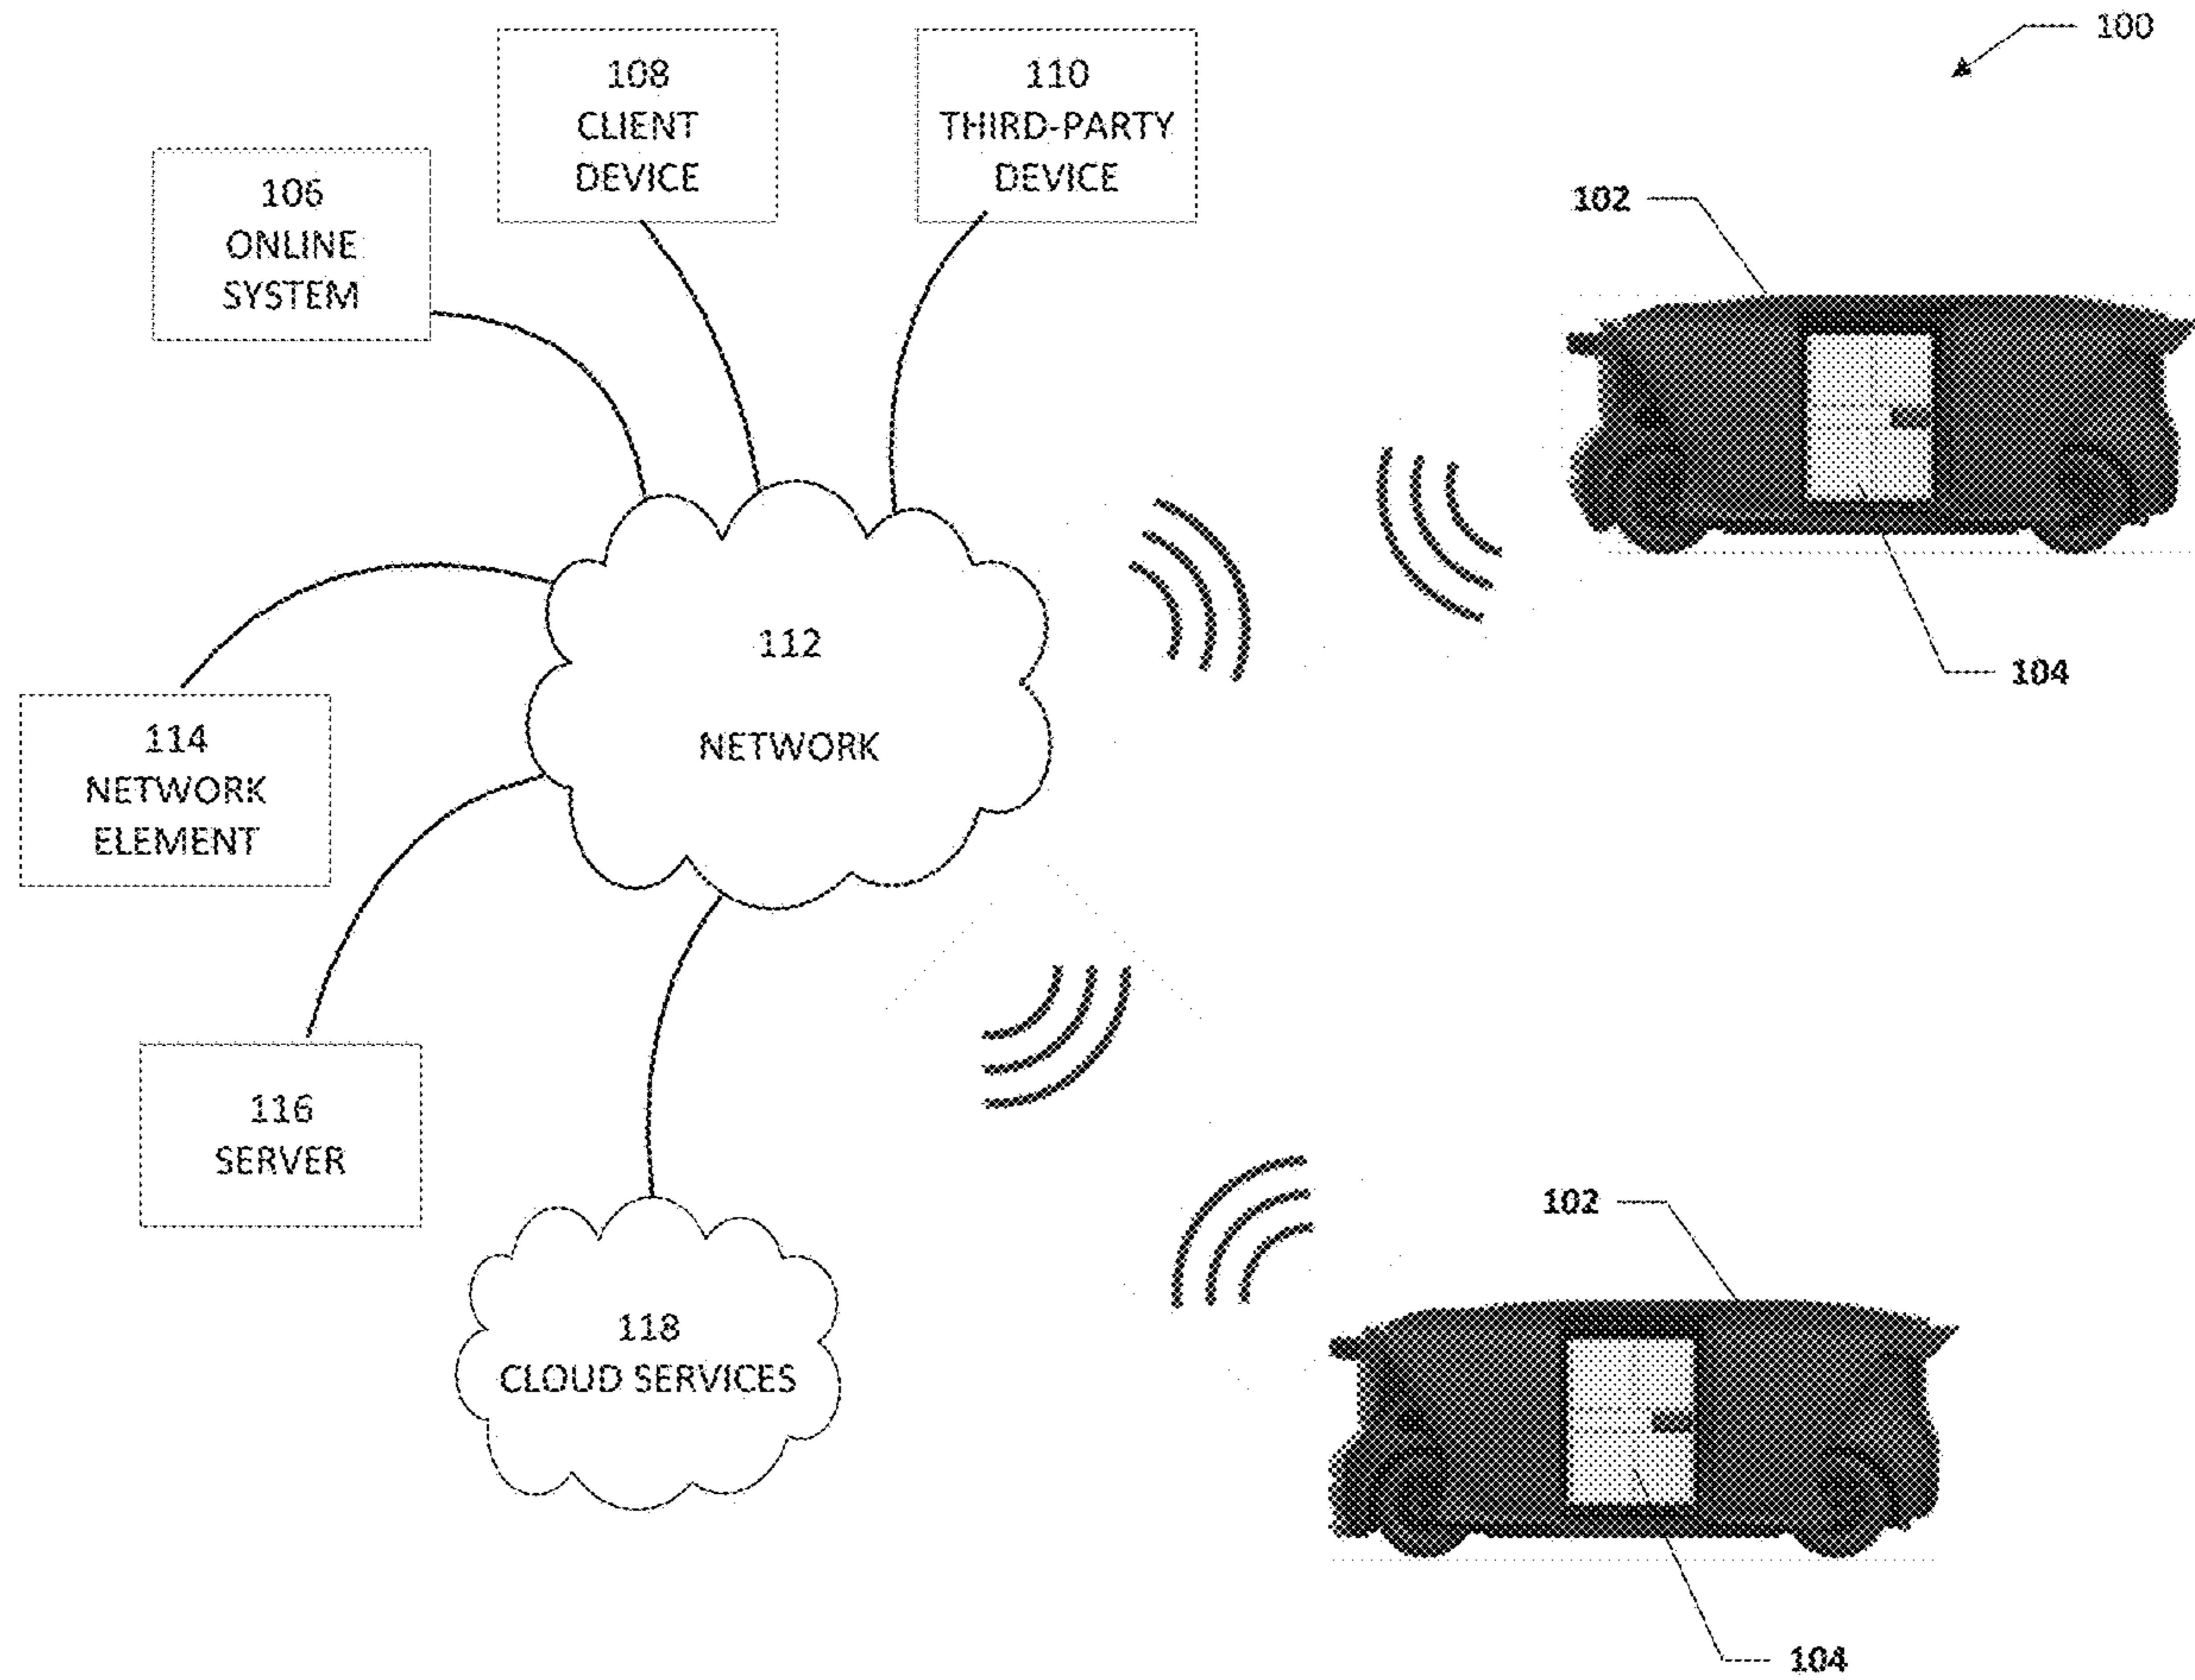 100
108
CLIENT
DEVICE
110
THIRD-PARTY
DEVICE
106
ONLINE
SYSTEM
102
112
NETWORK
104
114
NETWORK
ELEMENT
116
SERVER
102
118
CLOUD SERVICES
104